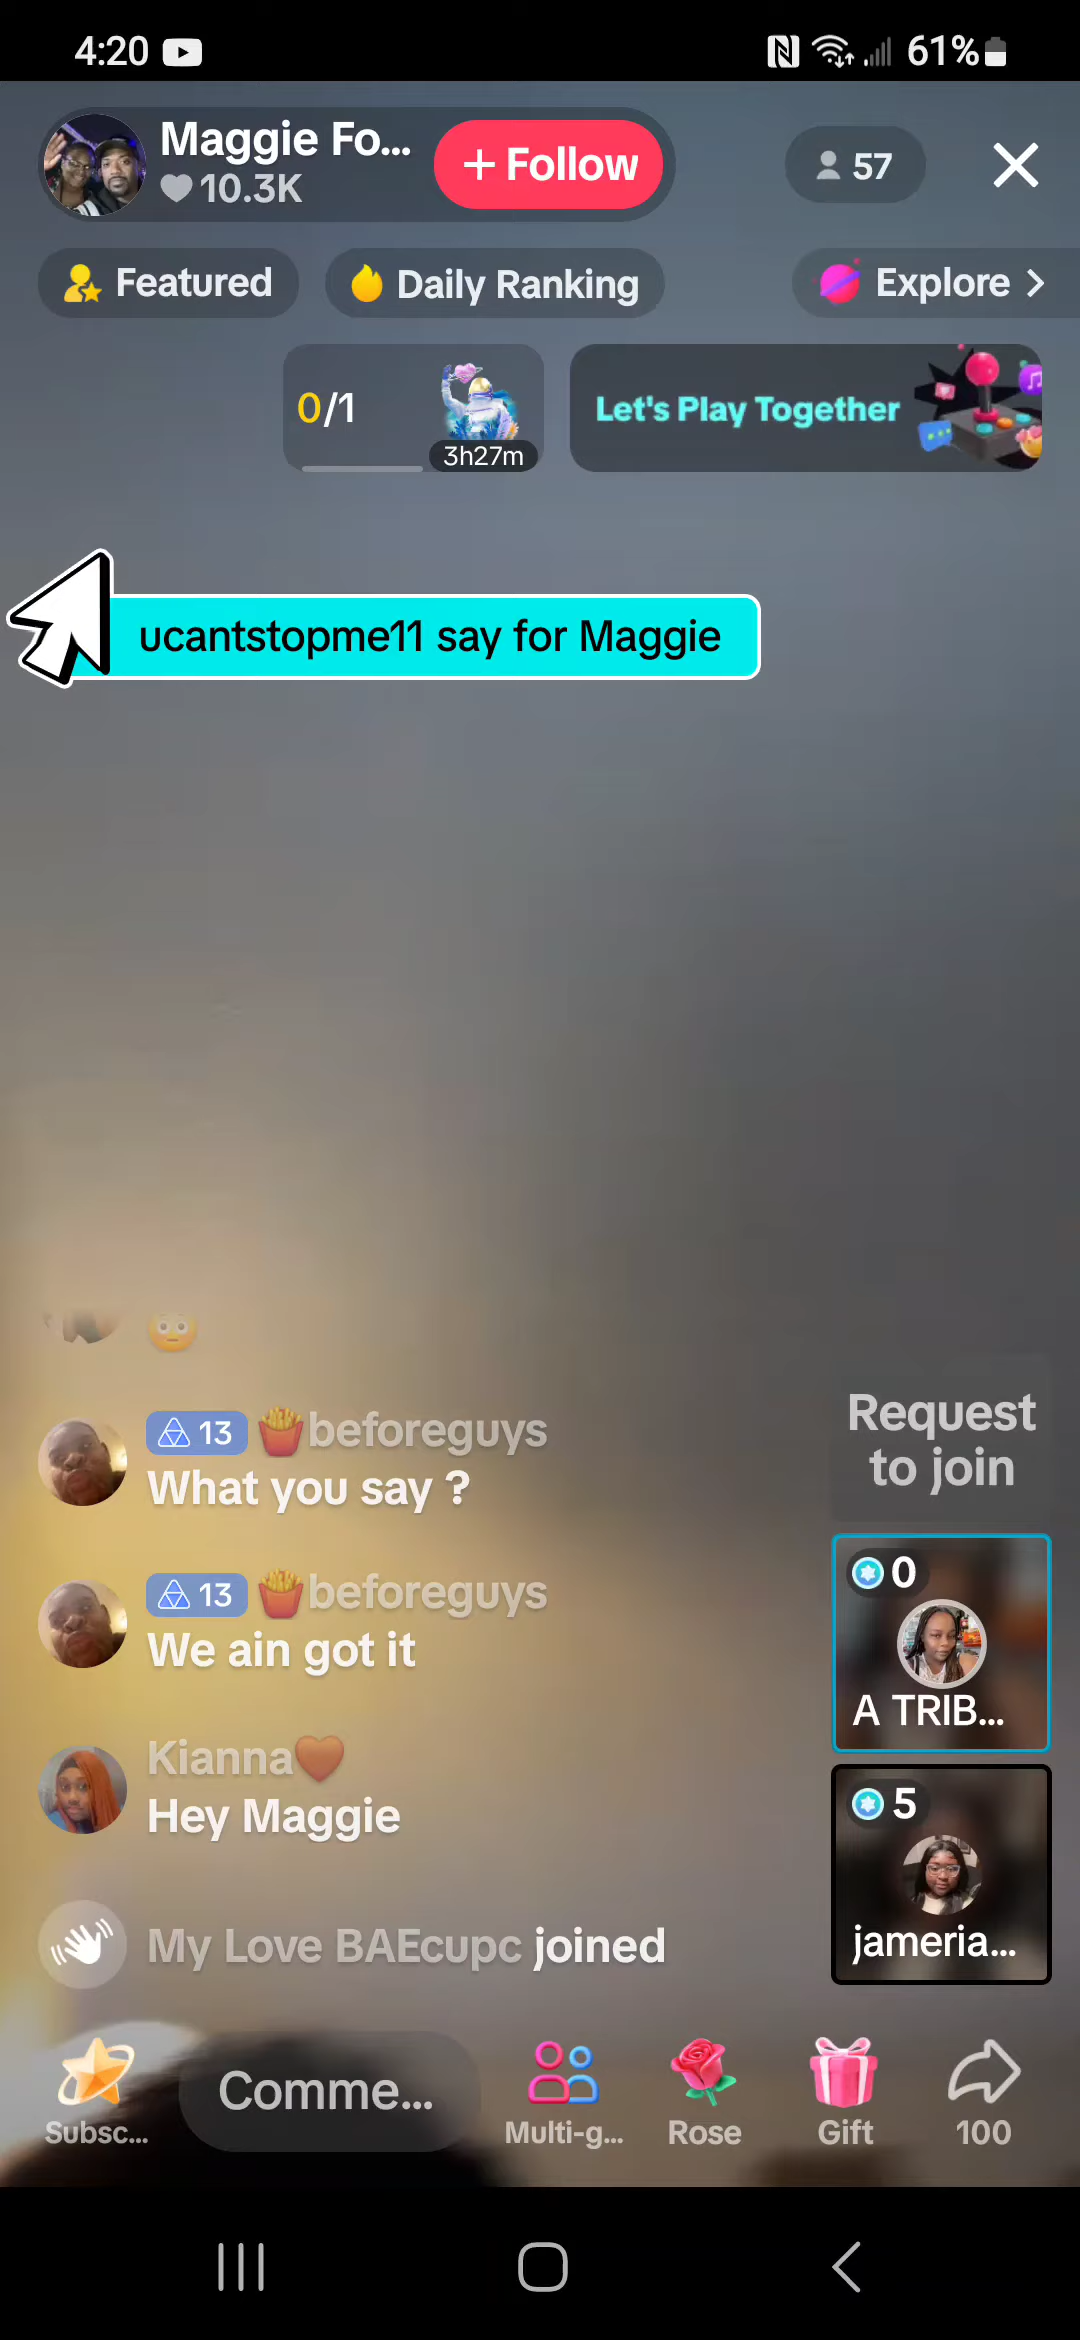 4:20
61%
Maggie Fo...
10.3K
+ Follow
57
Featured
Daily Ranking
Explore >
0/1
3h27m
Let's Play Together
ucantstopme11 say for Maggie
😳
13 🍟beforeguys
What you say ?
13 🍟beforeguys
We ain got it
Kianna♥️
Hey Maggie
My Love BAEcupc joined
Request
to join
0
A TRIB...
5
jameria...
Subsc...
Comme...
Multi-g...
Rose
Gift
100